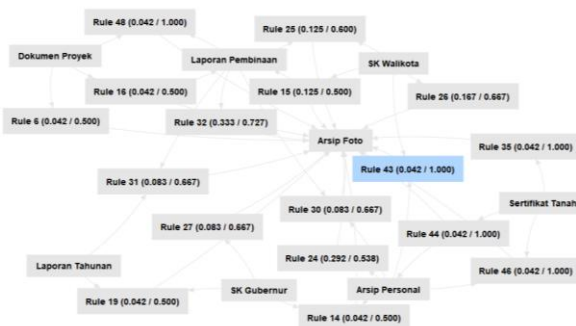 Rule 48 (0.042 / 1.000)
Rule 25 (0.125 / 0.600)
Dokumen Proyek
Laporan Pembinaan
SK Walikota
Rule 16 (0.042 / 0.500)
Rule 15 (0.125 / 0.500)
Rule 26 (0.167 / 0.667)
Rule 6 (0.042 / 0.500)
Rule 32 (0.333 / 0.727)
Arsip Foto
Rule 35 (0.042 / 1.000)
Rule 43 (0.042 / 1.000)
Rule 31 (0.083 / 0.667)
Sertifikat Tanah
Rule 30 (0.083 / 0.667)
Rule 27 (0.083 / 0.667)
Rule 44 (0.042 / 1.000)
Rule 24 (0.292 / 0.538)
Laporan Tahunan
Rule 46 (0.042 / 1.000)
SK Gubernur
Arsip Personal
Rule 19 (0.042 / 0.500)
Rule 14 (0.042 / 0.500)